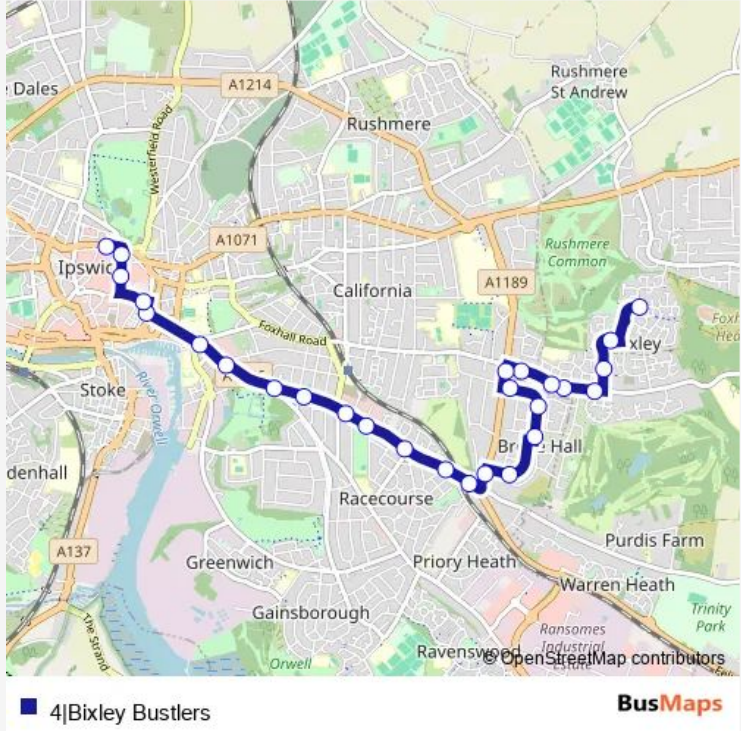 Dales
A1214
Rushmere
St Andrew
Rushmere
Westerfield Road
A1071
Ipswic
Rushmere
Common
California
A1189
Foxhall Road
xley
Stoke
River Orwell
Hall
denhall
Racecourse
Purdis Farm
A137
Greenwich
Priory Heath
Warren Heath
Gainsborough
Trinity
Park
The Strand
Ransomes
Industrial
Estate
Orwell
Ravenswood
© OpenStreetMap contributors
4|Bixley Bustlers
BusMaps